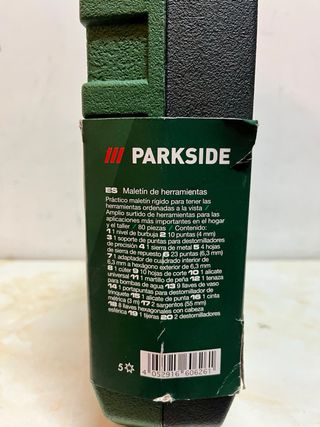 /// PARKSIDE
ES Maletín de herramientas
Práctico maletín rígido para tener las
herramientas ordenadas a la vista /
Amplio surtido de herramientas para las
aplicaciones más importantes en el hogar
y el taller / 80 piezas / Contenido:
1 1 nivel de burbuja 2 10 puntas (4 mm)
3 1 soporte de puntas para destornilladores
de precisión 4 1 sierra de metal 5 4 hojas
de sierra de repuesto 6 23 puntas (6,3 mm)
7 1 adaptador de cuadrado interior de
6,3 mm a hexágono exterior de 6,3 mm
8 1 cúter 9 10 hojas de corte 10 1 alicate
universal 11 1 martillo de peña 12 1 tenaza
para bombas de agua 13 9 llaves de vaso
14 1 portapuntas para destornillador de
trinquete 15 1 alicate de punta 16 1 cinta
métrica (3 m) 17 2 sargentos (55 mm)
18 8 llaves hexagonales con cabeza
esférica 19 1 tijeras 20 2 destornilladores
5
4 052916 606261